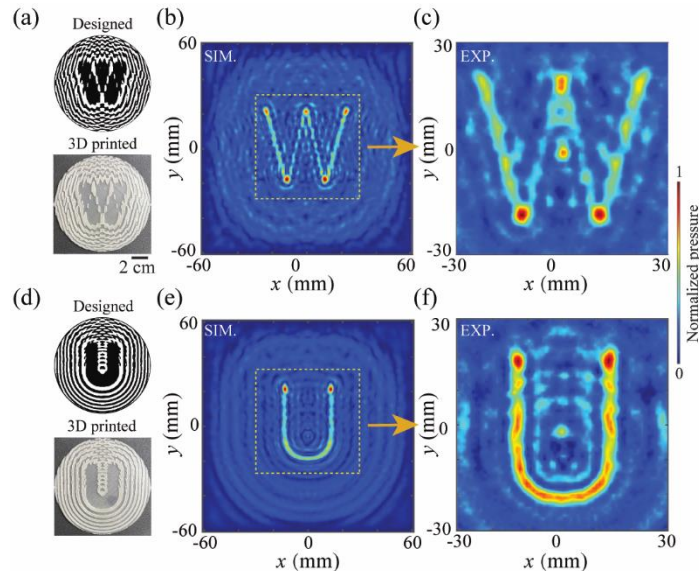 (a)
Designed
3D printed
2 cm
(b)
SIM.
60
0
-60
y (mm)
-60
0
60
x (mm)
(c)
EXP.
30
0
-30
y (mm)
-30
0
30
x (mm)
1
Normalized pressure
0
(d)
Designed
3D printed
(e)
SIM.
60
0
-60
y (mm)
-60
0
60
x (mm)
(f)
EXP.
30
0
-30
y (mm)
-30
0
30
x (mm)